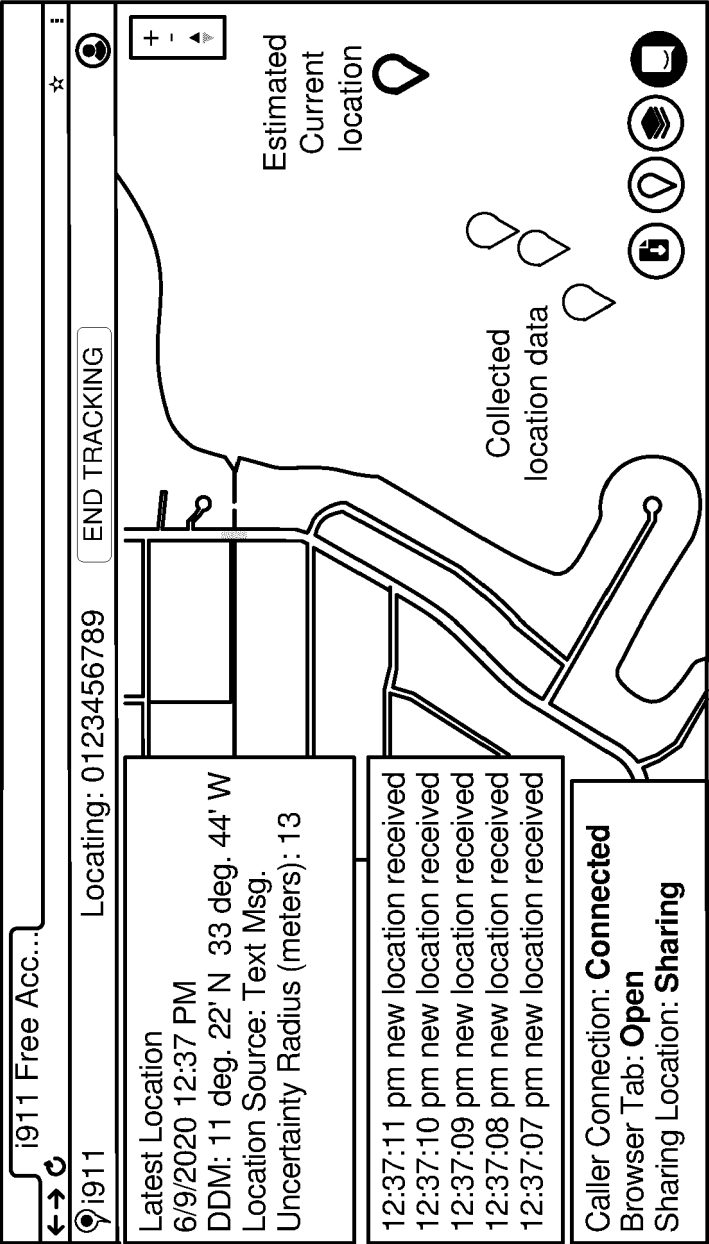 i911 Free Acc...
i911
Locating: 0123456789
END TRACKING
+
-
Latest Location
6/9/2020 12:37 PM
DDM: 11 deg. 22' N 33 deg. 44' W
Location Source: Text Msg.
Uncertainty Radius (meters): 13
12:37:11 pm new location received
12:37:10 pm new location received
12:37:09 pm new location received
12:37:08 pm new location received
12:37:07 pm new location received
Caller Connection: Connected
Browser Tab: Open
Sharing Location: Sharing
Estimated
Current
location
Collected
location data